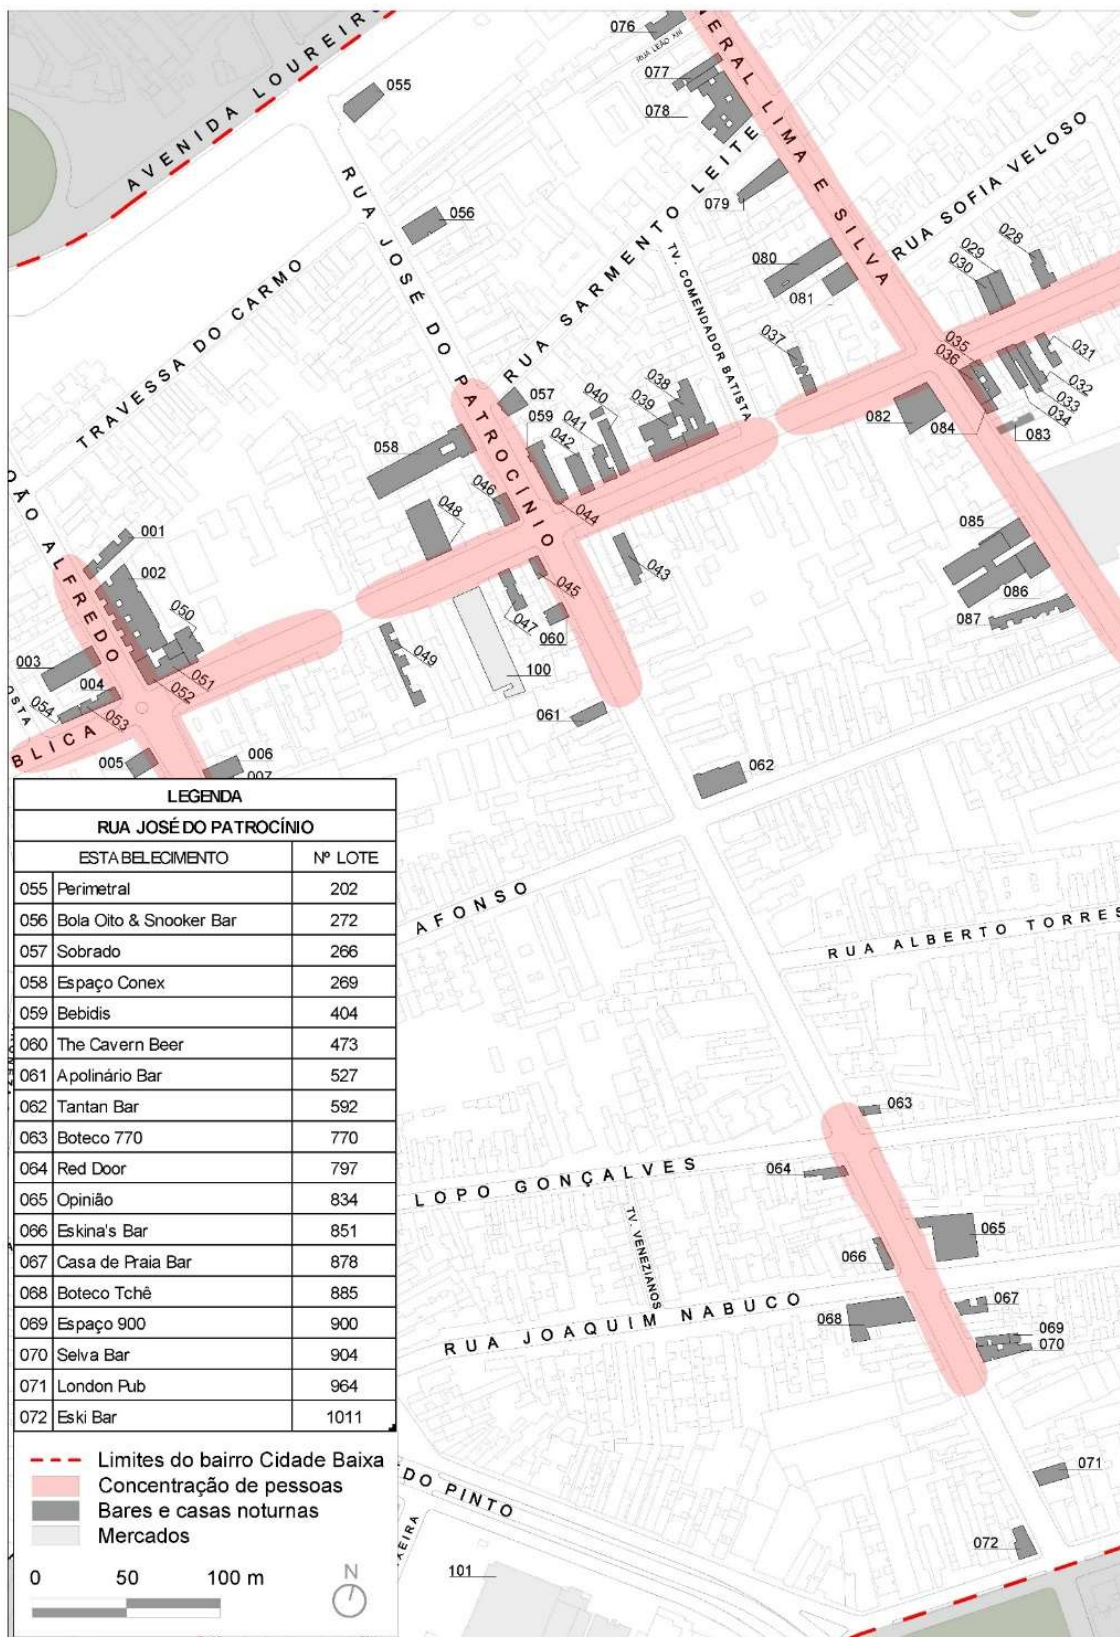 AVENIDA LOUREIRO
076
RUA LEÃO XIII
077
078
ERAL LIMA E SILVA
055
RUA JOSÉ DO PATROCÍNIO
056
RUA SARMENTO LEITE
079
TV. COMENDADOR BATISTA
RUA SOFIA VELOSO
080
081
028
029
030
TRAVESSA DO CARMO
037
035
036
031
032
033
034
038
039
040
041
042
057
059
058
082
084
083
046
048
044
OÃO ALFREDO
001
002
050
045
043
085
086
087
047
060
049
100
003
004
051
052
054
053
OSTA
BLICA
061
005
006
007
062
AFONSO
RUA ALBERTO TORRES
LEGENDA
RUA JOSÉ DO PATROCÍNIO
ESTABELECIMENTO Nº LOTE
055 Perimetral 202
056 Bola Oito & Snooker Bar 272
057 Sobrado 266
058 Espaço Conex 269
059 Bebidis 404
060 The Cavern Beer 473
061 Apolinário Bar 527
062 Tantan Bar 592
063 Boteco 770 770
064 Red Door 797
065 Opinião 834
066 Eskina's Bar 851
067 Casa de Praia Bar 878
068 Boteco Tchê 885
069 Espaço 900 900
070 Selva Bar 904
071 London Pub 964
072 Eski Bar 1011
063
LOPO GONÇALVES
064
TV. VENEZIANOS
065
066
RUA JOAQUIM NABUCO
067
068
069
070
Limites do bairro Cidade Baixa
Concentração de pessoas
Bares e casas noturnas
Mercados
0 50 100 m
N
DO PINTO
EIRA
101
071
072